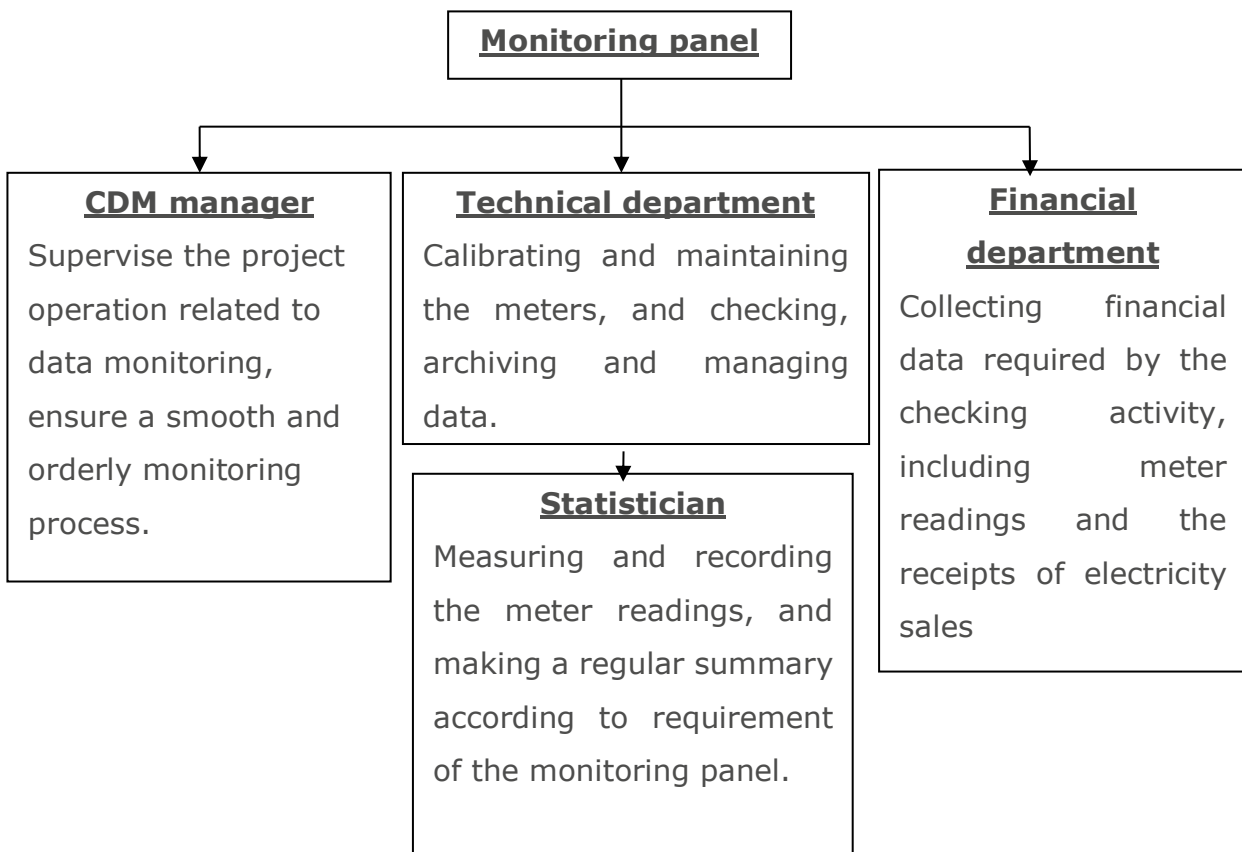 Monitoring panel
CDM manager
Supervise the project
operation related to
data monitoring,
ensure a smooth and
orderly monitoring
process.
Technical department
Calibrating and maintaining
the meters, and checking,
archiving and managing
data.
Statistician
Measuring and recording
the meter readings, and
making a regular summary
according to requirement
of the monitoring panel.
Financial
department
Collecting financial
data required by the
checking activity,
including meter
readings and the
receipts of electricity
sales